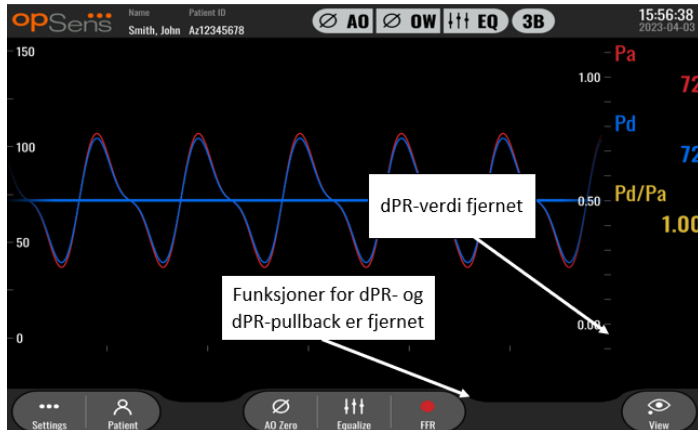 opSens
Name
Patient ID
Smith, John
Az12345678
Ø AO
Ø OW
EQ
3B
15:56:38
2023-04-03
150
100
50
0
1.00
0.50
0.00
Pa
72
Pd
72
Pd/Pa
1.00
dPR-verdi fjernet
Funksjoner for dPR- og
dPR-pullback er fjernet
Settings
Patient
AO Zero
Equalize
FFR
View